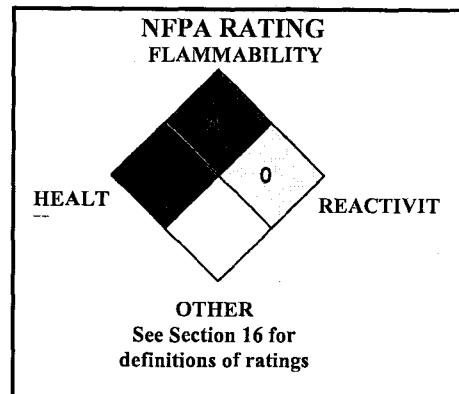 NFPA RATING
FLAMMABILITY
0
HEALT
REACTIVIT
OTHER
See Section 16 for
definitions of ratings